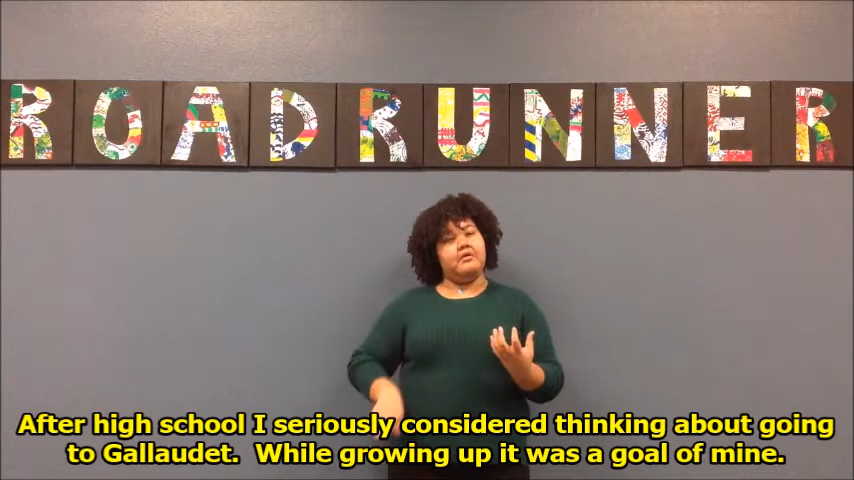 ROADRUNNER
After high school I seriously considered thinking about going
to Gallaudet.  While growing up it was a goal of mine.